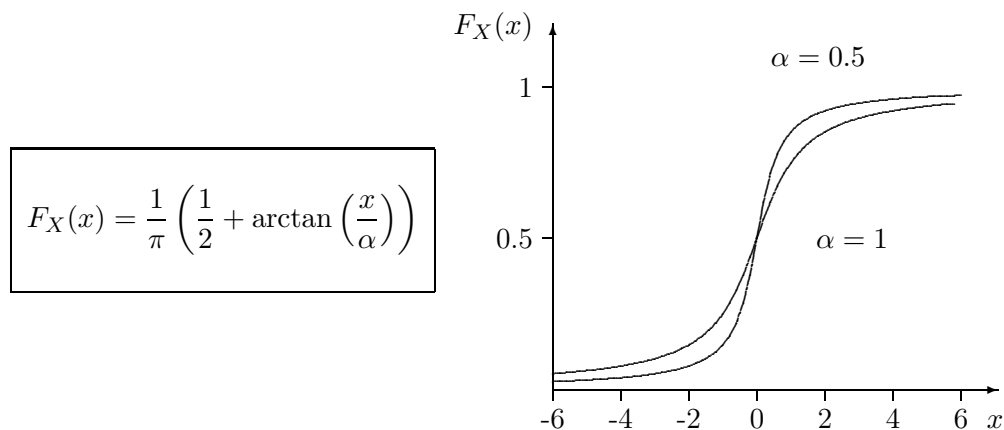 F_X(x) = \frac{1}{\pi} \left( \frac{1}{2} + \arctan \left( \frac{x}{\alpha} \right) \right)
F_X(x)
α = 0.5
1
0.5
α = 1
-6 -4 -2 0 2 4 6 x